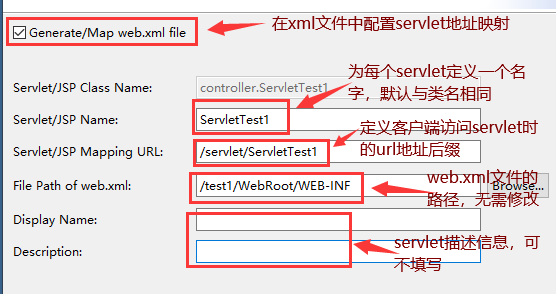 Generate/Map web.xml file
在xml文件中配置servlet地址映射
Servlet/JSP Class Name:
controller.ServletTest1
为每个servlet定义一个名
字，默认与类名相同
Servlet/JSP Name:
ServletTest1
定义客户端访问servlet时
的url地址后缀
Servlet/JSP Mapping URL:
/servlet/ServletTest1
File Path of web.xml:
/test1/WebRoot/WEB-INF
Browse...
web.xml文件的
路径，无需修改
Display Name:
Description:
servlet描述信息，可
不填写